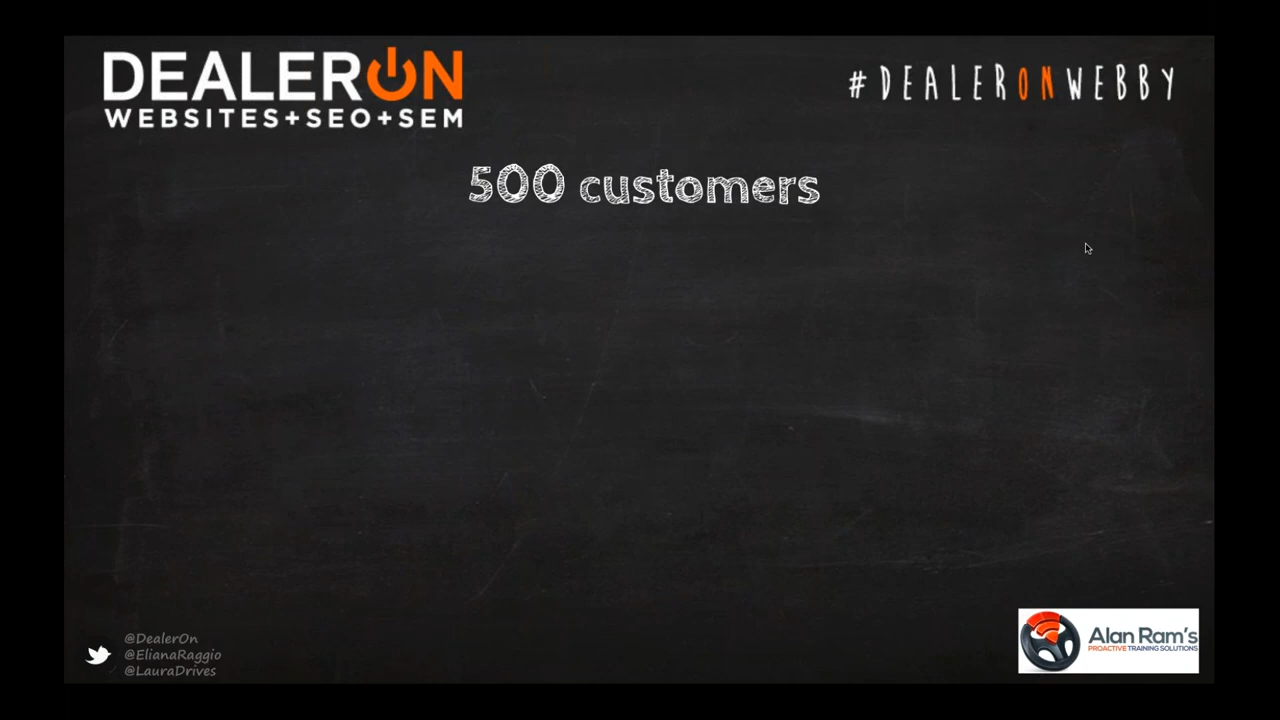 DEALERON
WEBSITES+SEO+SEM
#DEALERONWEBBY
500 customers
@DealerOn
@ElianaRaggio
@LauraDrives
Alan Ram's
PROACTIVE TRAINING SOLUTIONS